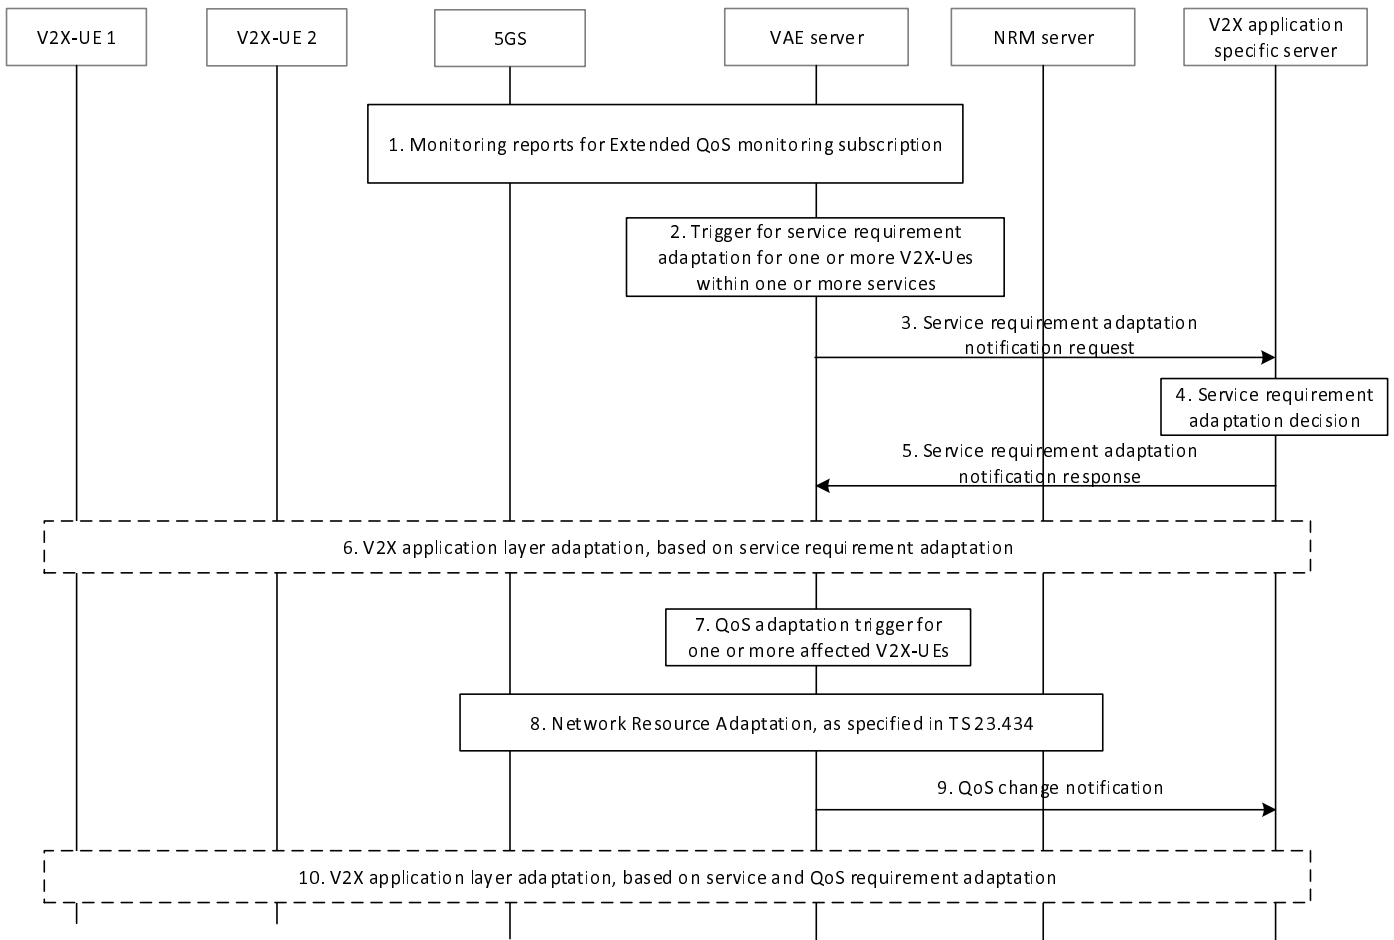 V2X-UE 1
V2X-UE 2
5GS
VAE server
NRM server
V2X application
specific server
1. Monitoring reports for Extended QoS monitoring subscription
2. Trigger for service requirement
adaptation for one or more V2X-Ues
within one or more services
3. Service requirement adaptation
notification request
4. Service requirement
adaptation decision
5. Service requirement adaptation
notification response
6. V2X application layer adaptation, based on service requirement adaptation
7. QoS adaptation trigger for
one or more affected V2X-UEs
8. Network Resource Adaptation, as specified in TS 23.434
9. QoS change notification
10. V2X application layer adaptation, based on service and QoS requirement adaptation